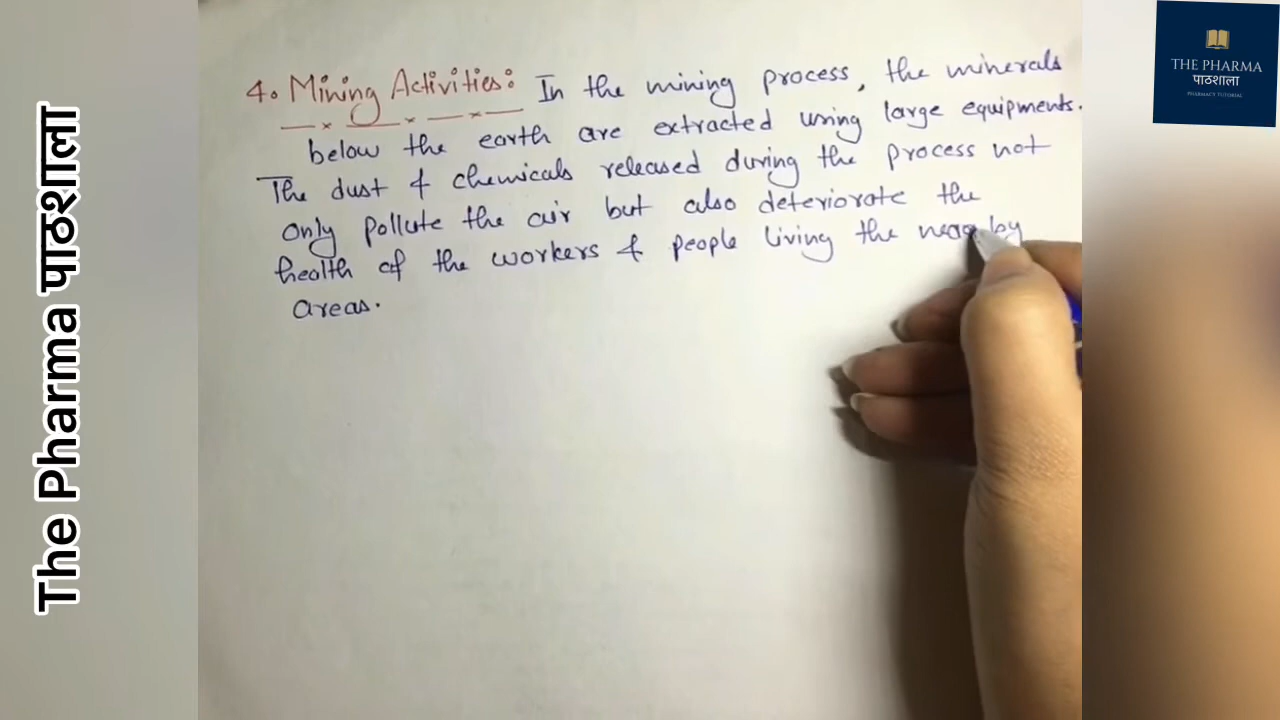 4. Mining Activities: In the mining process, the minerals
below the earth are extracted using large equipments.
The dust & chemicals released during the process not
only pollute the air but also deteriorate the
health of the workers & people living the nearby
areas.
The Pharma पाठशाला
THE PHARMA
पाठशाला
PHARMACY TUTORIAL